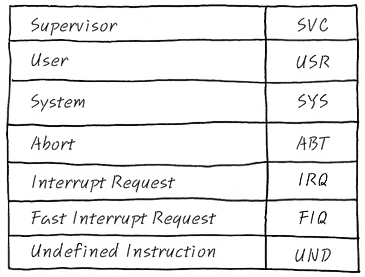 Supervisor SVC
User USR
System SYS
Abort ABT
Interrupt Request IRQ
Fast Interrupt Request FIQ
Undefined Instruction UND